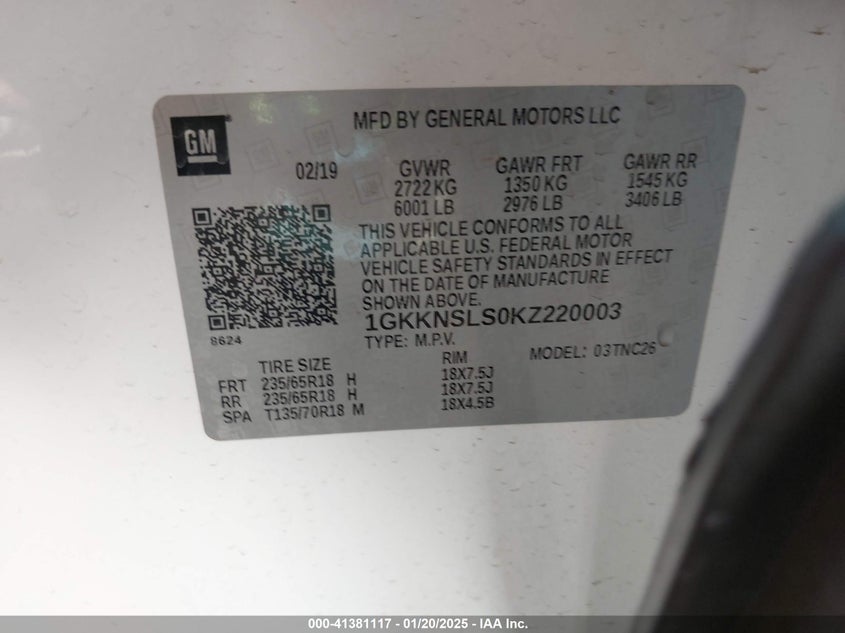 GM
MFD BY GENERAL MOTORS LLC
02/19 GVWR GAWR FRT GAWR RR
2722 KG 1350 KG 1545 KG
6001 LB 2976 LB 3406 LB
THIS VEHICLE CONFORMS TO ALL
APPLICABLE U.S. FEDERAL MOTOR
VEHICLE SAFETY STANDARDS IN EFFECT
ON THE DATE OF MANUFACTURE
SHOWN ABOVE.
1GKKNSLS0KZ220003
8624
TYPE: M.P.V. MODEL: 03TNC26
TIRE SIZE RIM
FRT 235/65R18 H 18X7.5J
RR 235/65R18 H 18X7.5J
SPA T135/70R18 M 18X4.5B
000-41381117 - 01/20/2025 - IAA Inc.